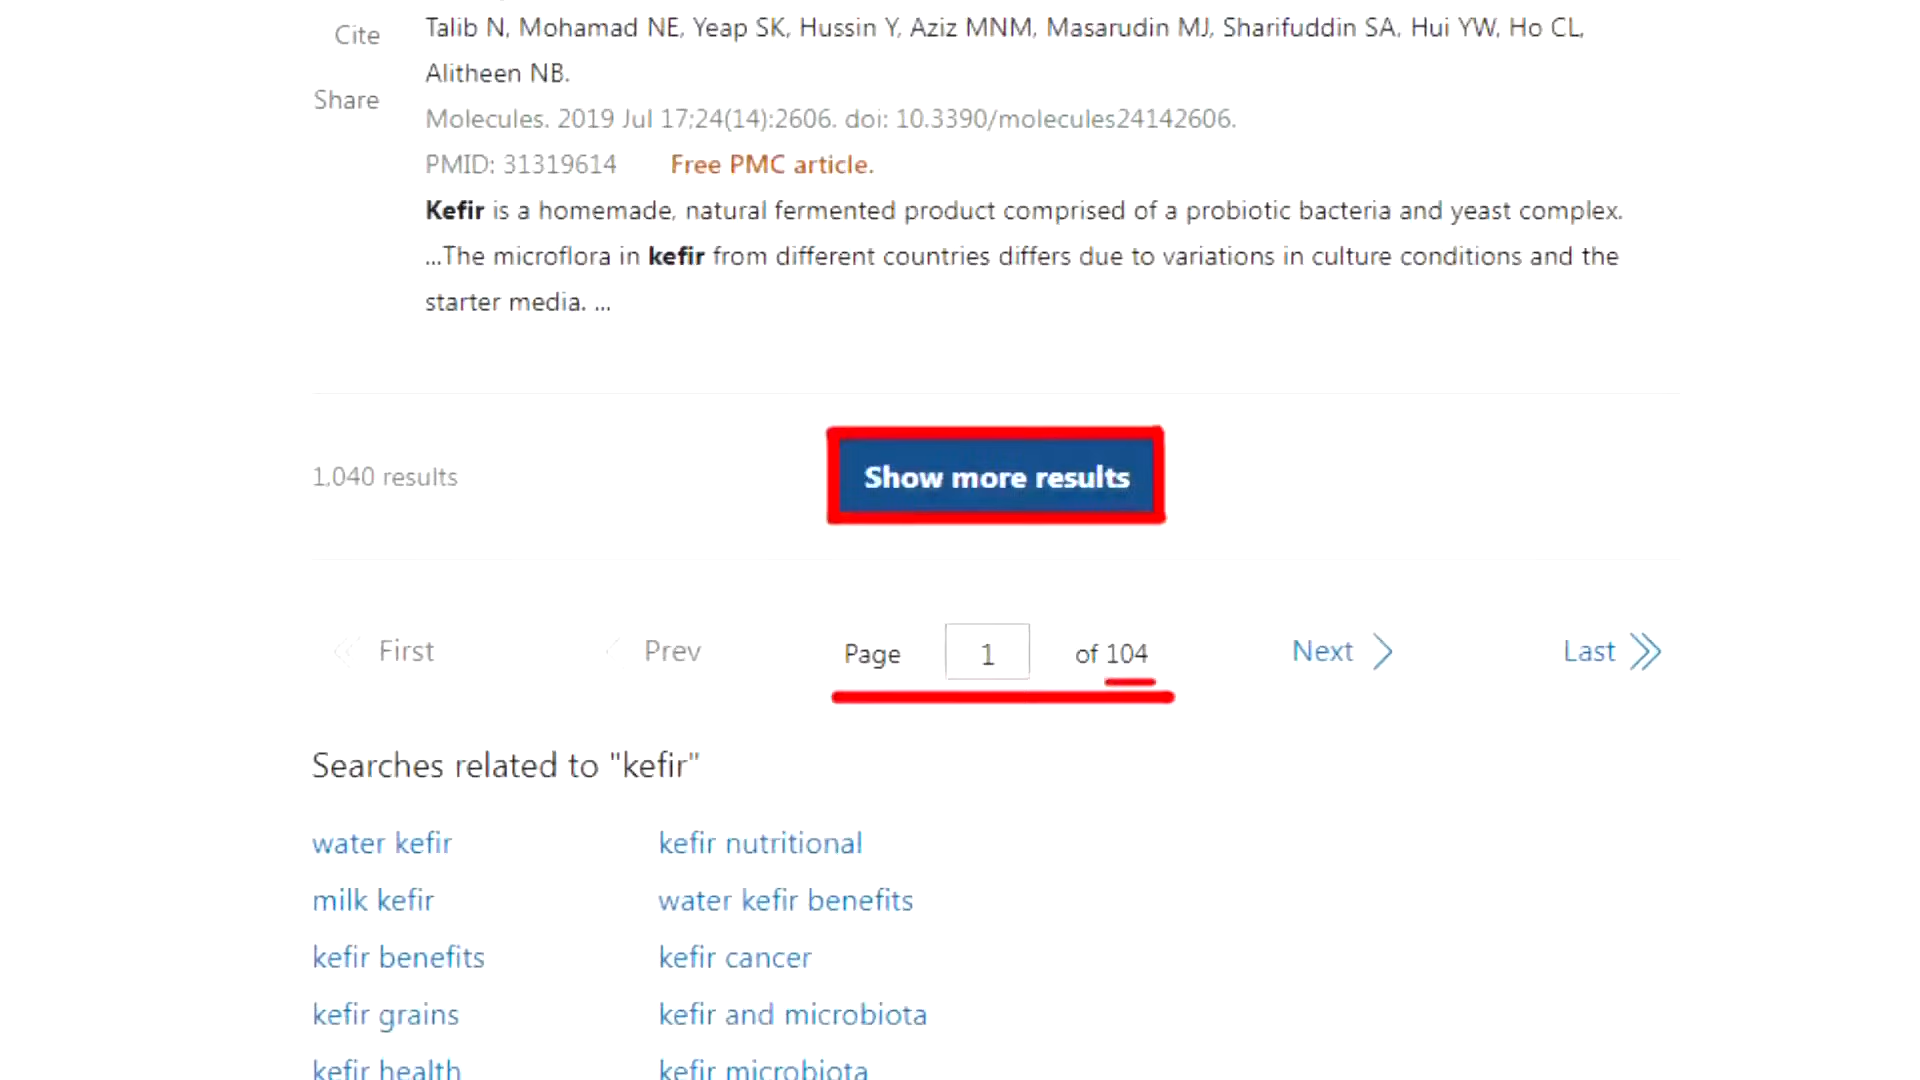 Cite
Talib N, Mohamad NE, Yeap SK, Hussin Y, Aziz MNM, Masarudin MJ, Sharifuddin SA, Hui YW, Ho CL,
Alitheen NB.
Share
Molecules. 2019 Jul 17;24(14):2606. doi: 10.3390/molecules24142606.
PMID: 31319614 Free PMC article.
Kefir is a homemade, natural fermented product comprised of a probiotic bacteria and yeast complex.
...The microflora in kefir from different countries differs due to variations in culture conditions and the
starter media. ...
1,040 results
Show more results
First Prev Page 1 of 104 Next Last
Searches related to "kefir"
water kefir kefir nutritional
milk kefir water kefir benefits
kefir benefits kefir cancer
kefir grains kefir and microbiota
kefir health kefir microbiota